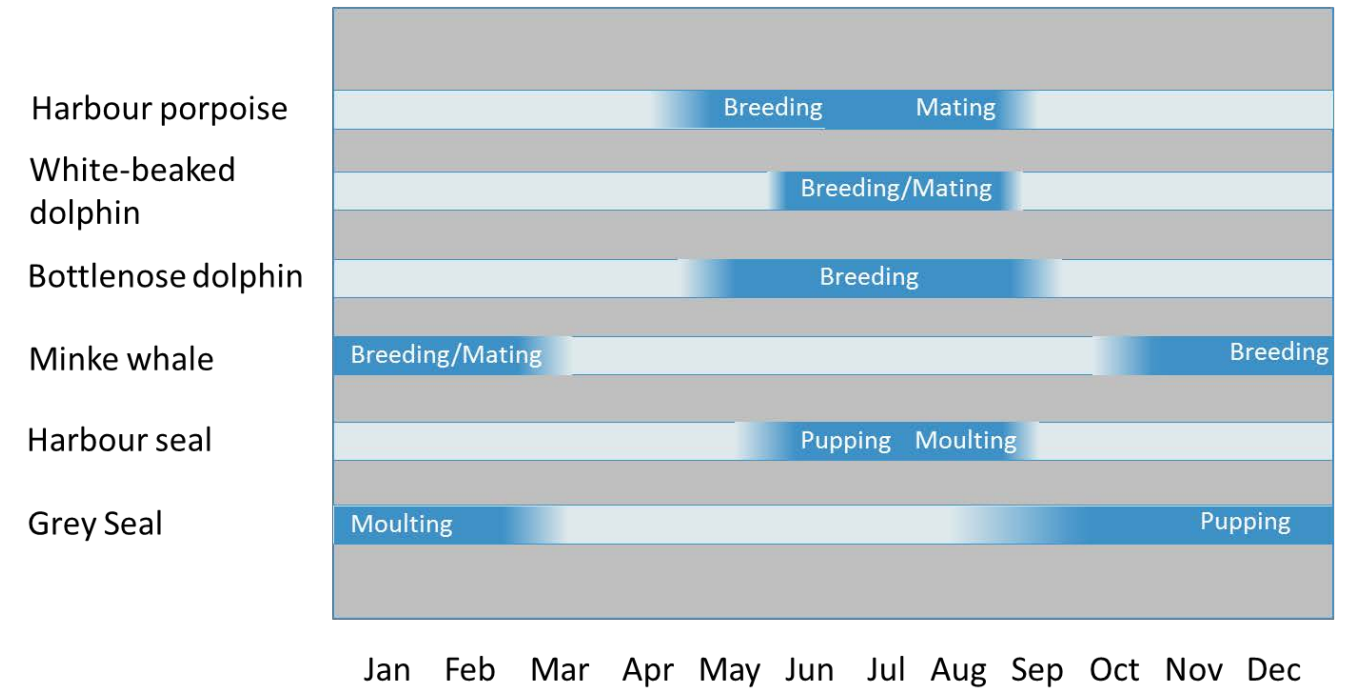 Harbour porpoise
Breeding Mating
White-beaked
dolphin
Breeding/Mating
Bottlenose dolphin
Breeding
Minke whale
Breeding/Mating Breeding
Harbour seal
Pupping Moulting
Grey Seal
Moulting Pupping
Jan Feb Mar Apr May Jun Jul Aug Sep Oct Nov Dec